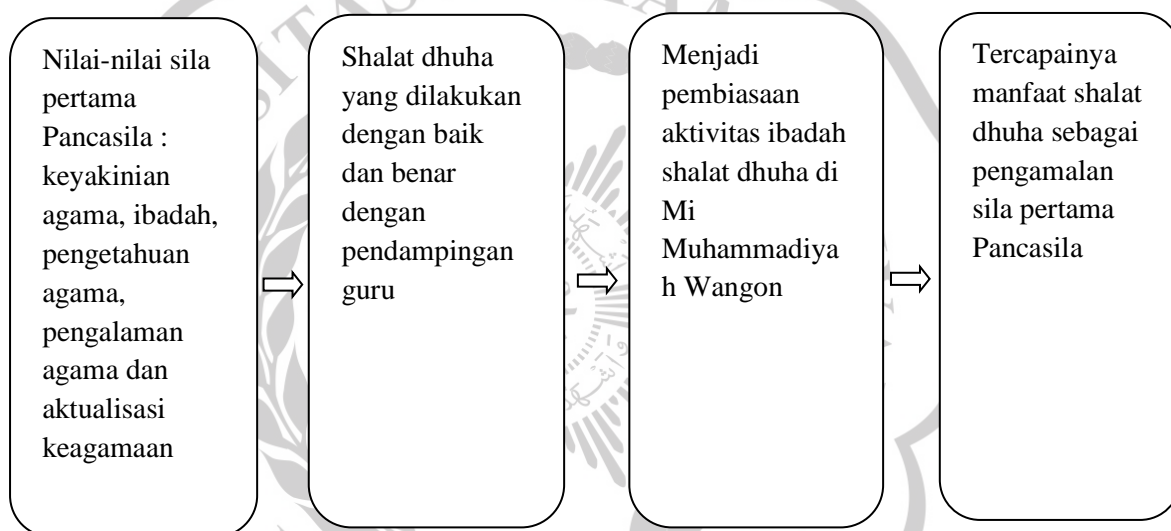 Nilai-nilai sila
pertama
Pancasila :
keyakinian
agama, ibadah,
pengetahuan
agama,
pengalaman
agama dan
aktualisasi
keagamaan
Shalat dhuha
yang dilakukan
dengan baik
dan benar
dengan
pendampingan
guru
Menjadi
pembiasaan
aktivitas ibadah
shalat dhuha di
Mi
Muhammadiya
h Wangon
Tercapainya
manfaat shalat
dhuha sebagai
pengamalan
sila pertama
Pancasila